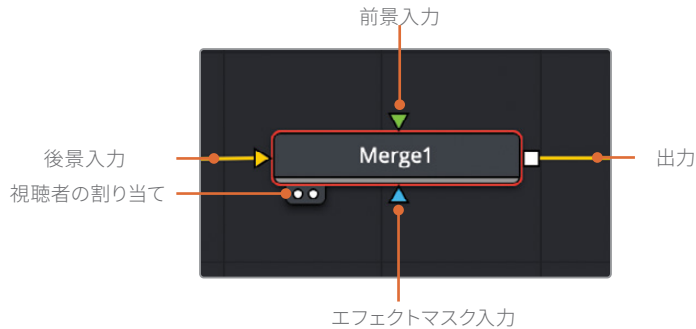 前景入力
Merge1
後景入力
出力
視聴者の割り当て
エフェクトマスク入力